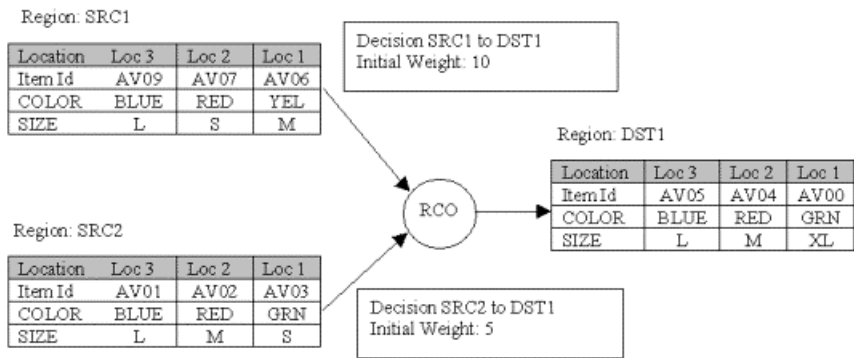 Region: SRC1
Location Loc 3 Loc 2 Loc 1
Item Id AV09 AV07 AV06
COLOR BLUE RED YEL
SIZE L S M
Decision SRC1 to DST1
Initial Weight: 10
Region: DST1
Location Loc 3 Loc 2 Loc 1
Item Id AV05 AV04 AV00
COLOR BLUE RED GRN
SIZE L M XL
RCO
Region: SRC2
Location Loc 3 Loc 2 Loc 1
Item Id AV01 AV02 AV03
COLOR BLUE RED GRN
SIZE L M S
Decision SRC2 to DST1
Initial Weight: 5